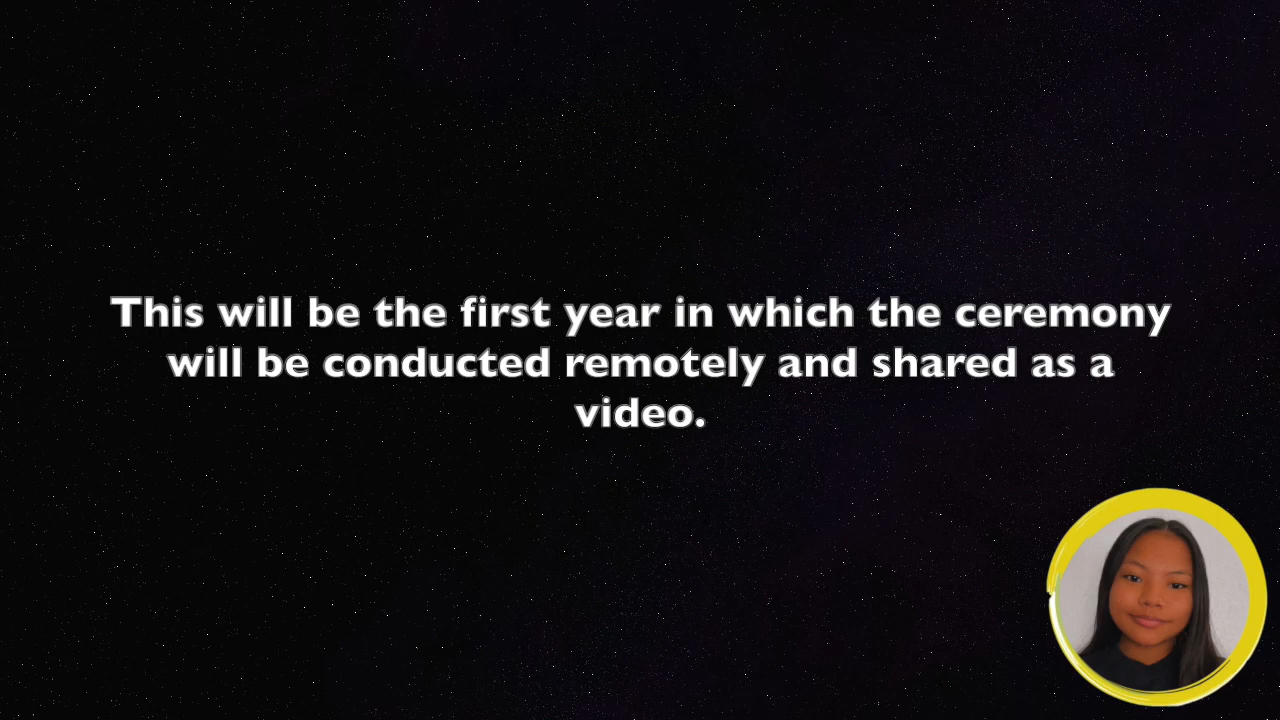 This will be the first year in which the ceremony
will be conducted remotely and shared as a
video.